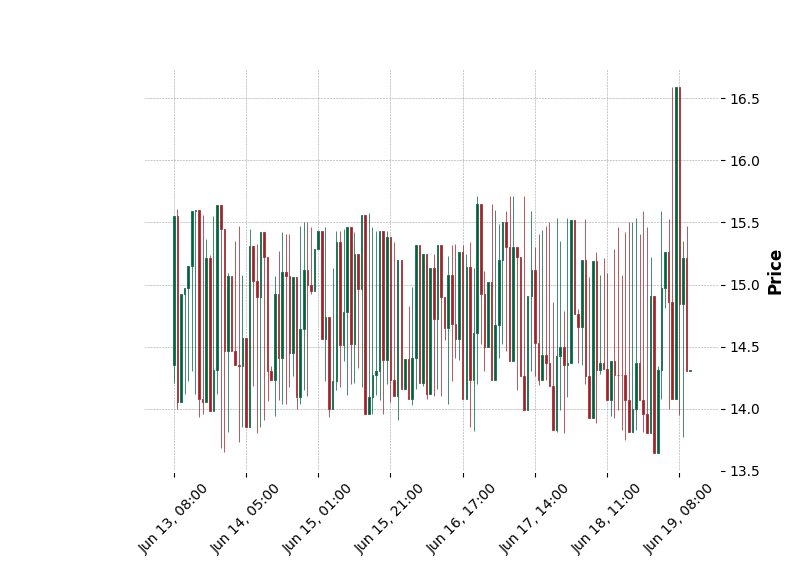 16.5
16.0
15.5
15.0
14.5
14.0
13.5
Price
Jun 13, 08:00
Jun 14, 05:00
Jun 15, 01:00
Jun 15, 21:00
Jun 16, 17:00
Jun 17, 14:00
Jun 18, 11:00
Jun 19, 08:00